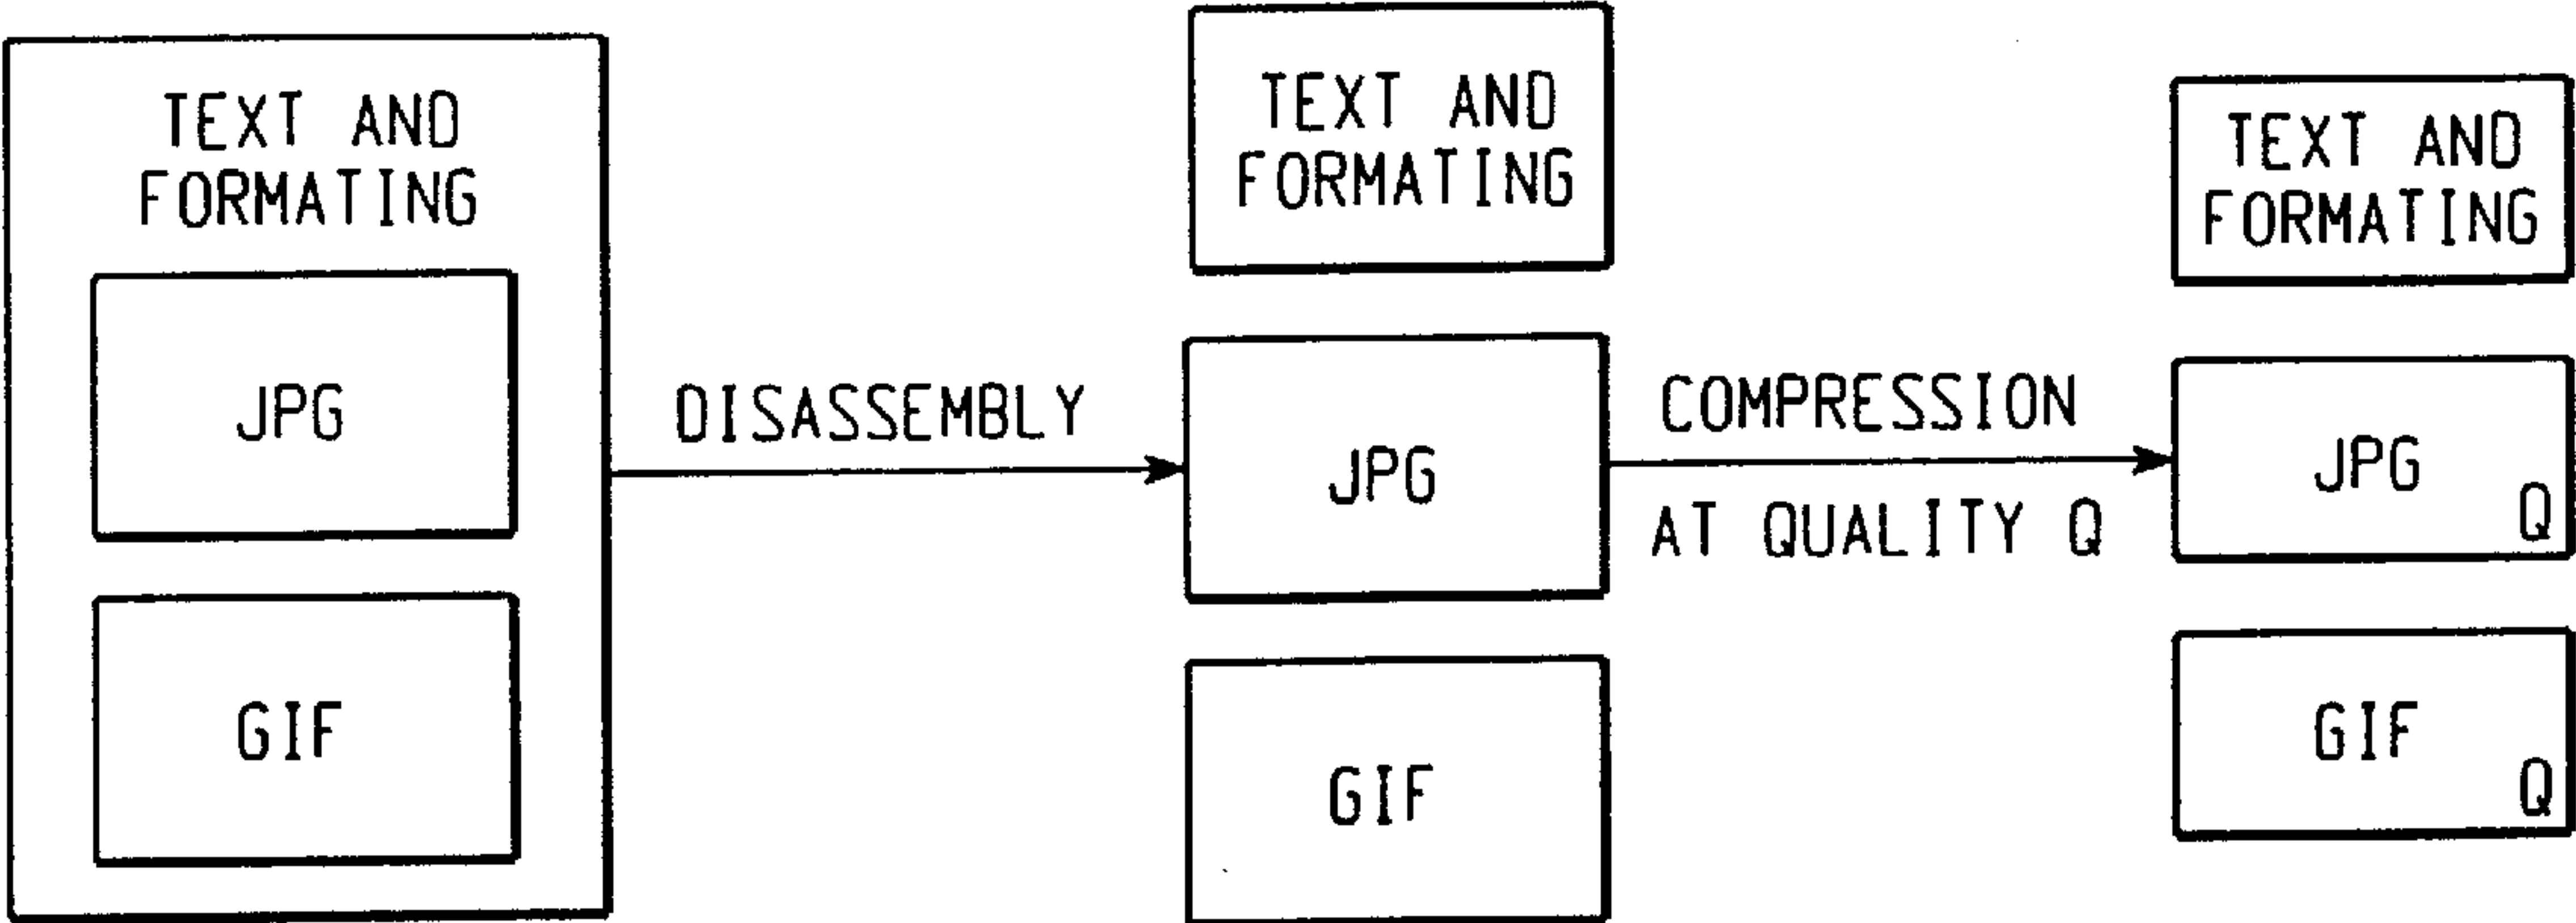 TEXT AND
FORMATING
JPG
GIF
DISASSEMBLY
TEXT AND
FORMATING
JPG
GIF
COMPRESSION
AT QUALITY Q
TEXT AND
FORMATING
JPG
Q
GIF
Q